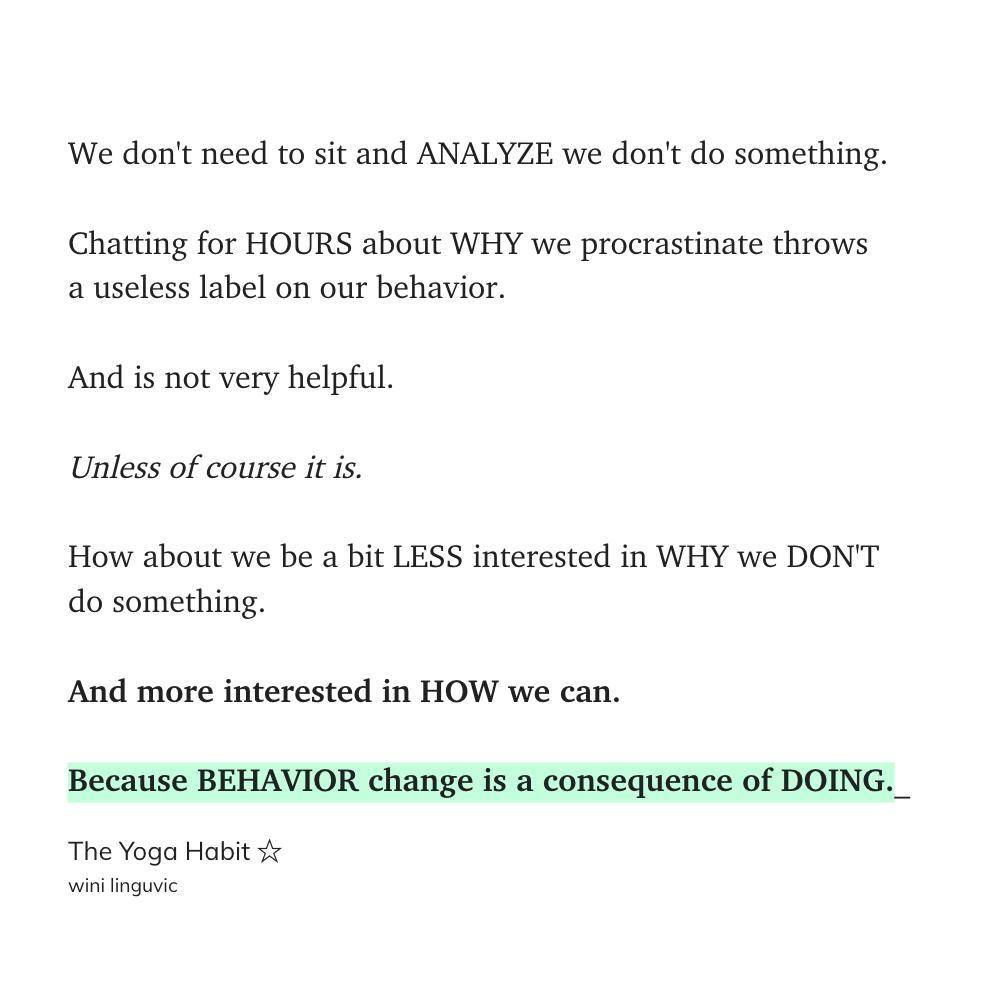 We don't need to sit and ANALYZE we don't do something.
Chatting for HOURS about WHY we procrastinate throws
a useless label on our behavior.
And is not very helpful.
Unless of course it is.
How about we be a bit LESS interested in WHY we DON'T
do something.
And more interested in HOW we can.
Because BEHAVIOR change is a consequence of DOING._
The Yoga Habit ☆
wini linguvic